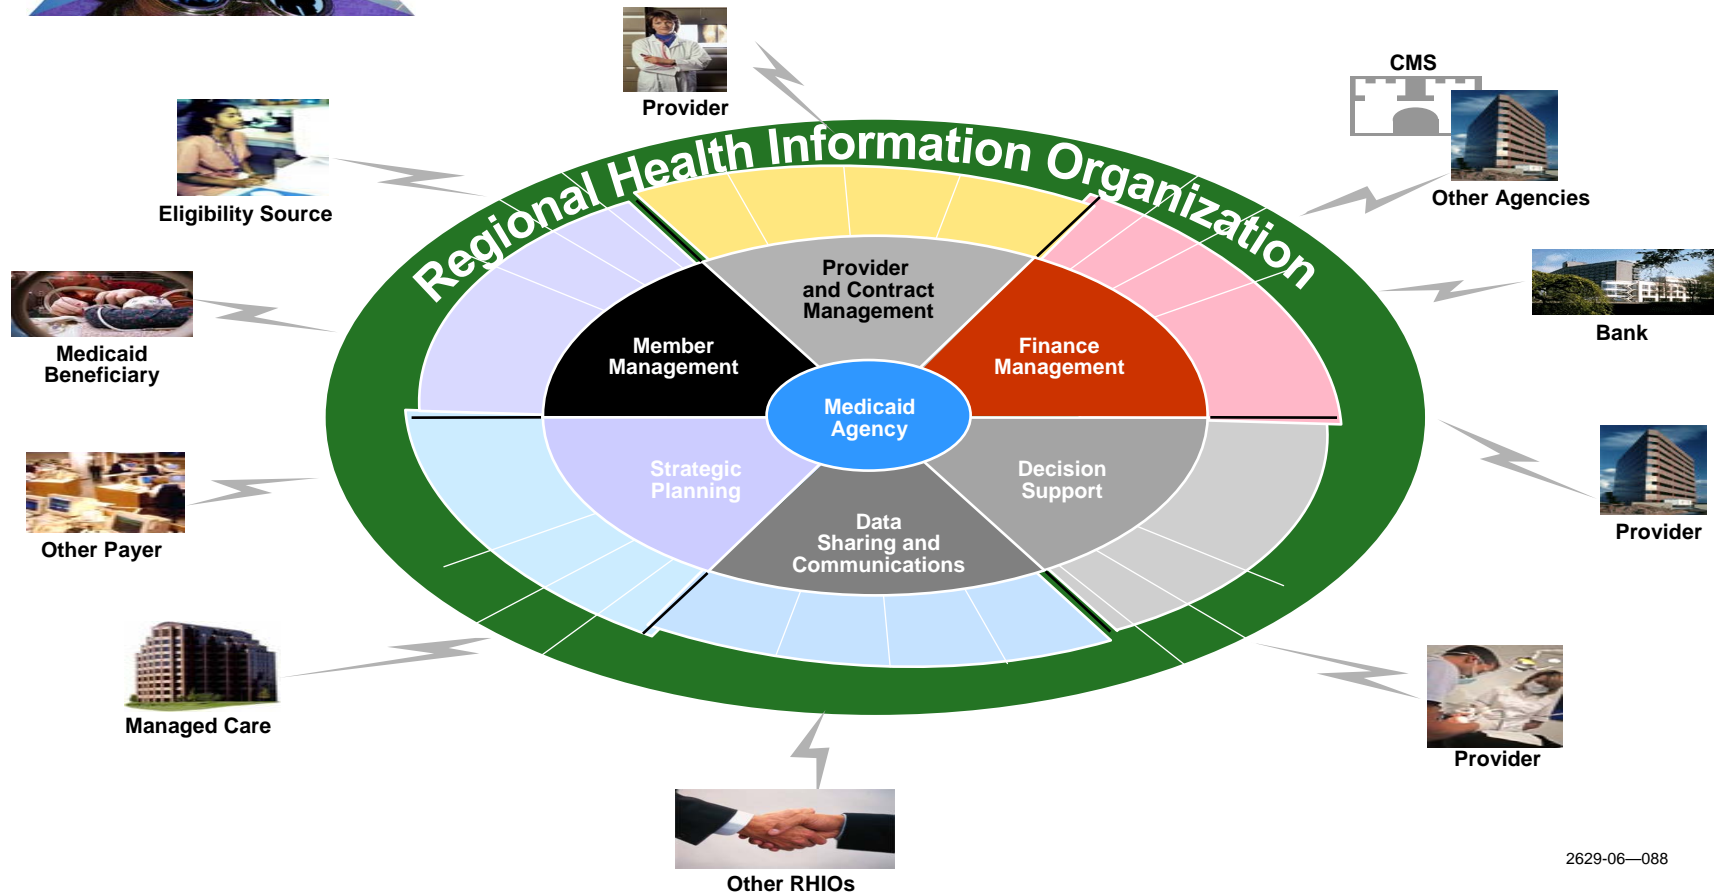 Provider
CMS
Other Agencies
Eligibility Source
Regional Health Information Organization
Bank
Medicaid
Beneficiary
Provider
and Contract
Management
Member
Management
Finance
Management
Medicaid
Agency
Strategic
Planning
Decision
Support
Data
Sharing and
Communications
Other Payer
Provider
Managed Care
Provider
Other RHIOs
2629-06—088